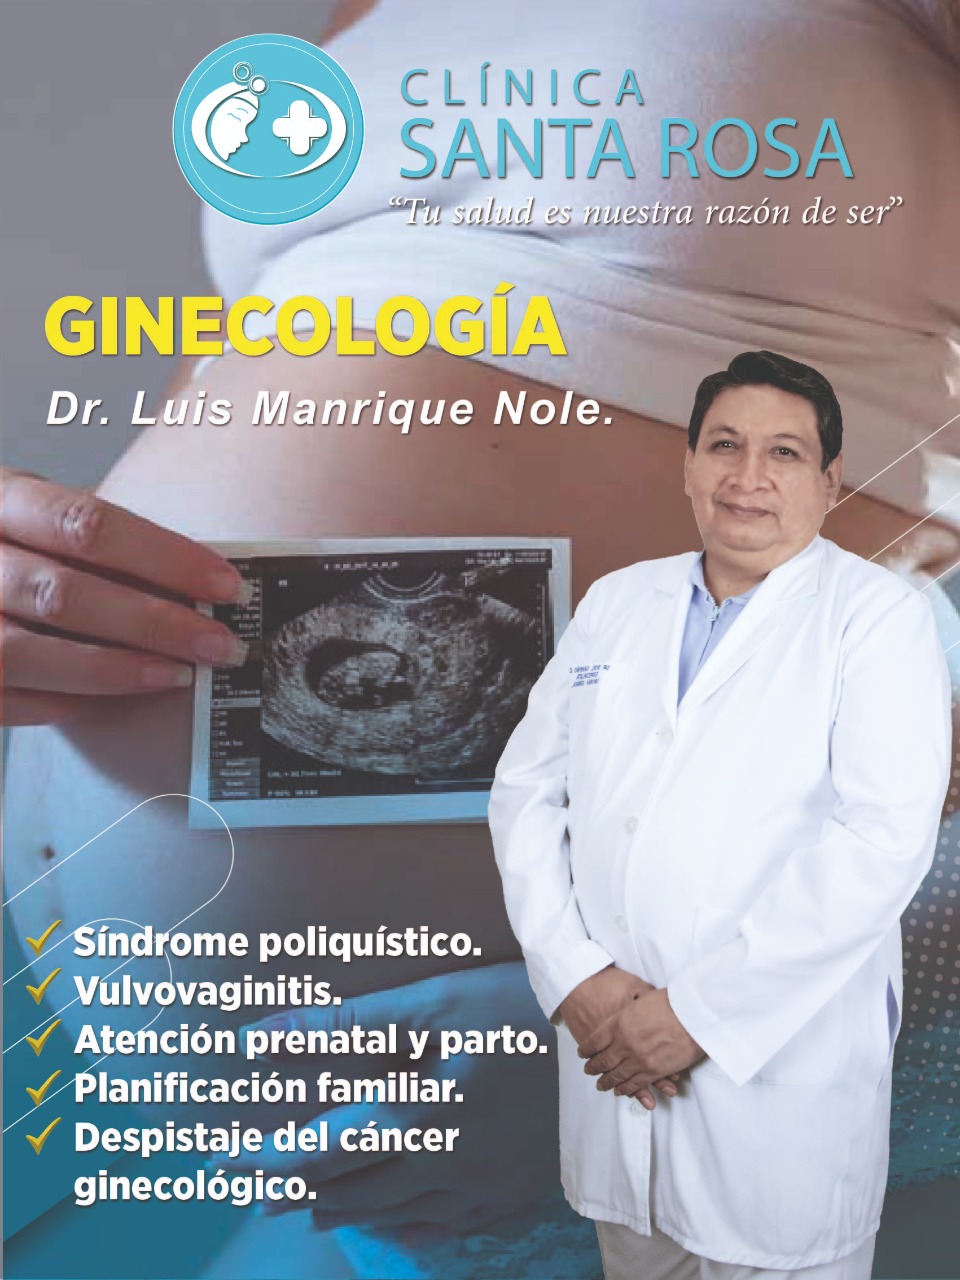 CLÍNICA
SANTA ROSA
“Tu salud es nuestra razón de ser”
GINECOLOGÍA
Dr. Luis Manrique Nole.
Síndrome poliquístico.
Vulvovaginitis.
Atención prenatal y parto.
Planificación familiar.
Despistaje del cáncer
ginecológico.